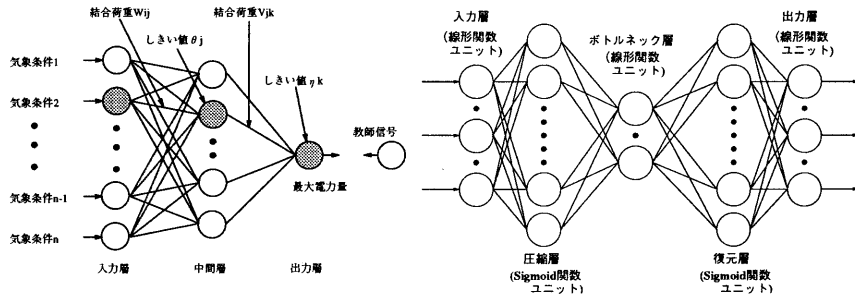 結合荷重Wij
結合荷重Vjk
しきい値θj
気象条件1
しきい値ηk
気象条件2
教師信号
最大電力量
気象条件n-1
気象条件n
入力層
中間層
出力層
入力層
(線形関数
ユニット)
ボトルネック層
(線形関数
ユニット)
出力層
(線形関数
ユニット)
圧縮層
(Sigmoid関数
ユニット)
復元層
(Sigmoid関数
ユニット)